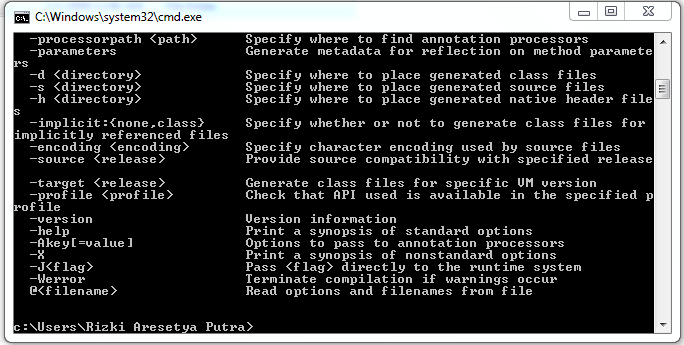 C:\Windows\system32\cmd.exe
-processorpath <path> Specify where to find annotation processors
-parameters Generate metadata for reflection on method paramete
rs
-d <directory> Specify where to place generated class files
-s <directory> Specify where to place generated source files
-h <directory> Specify where to place generated native header file
s
-implicit:{none,class} Specify whether or not to generate class files for
implicitly referenced files
-encoding <encoding> Specify character encoding used by source files
-source <release> Provide source compatibility with specified release
-target <release> Generate class files for specific VM version
-profile <profile> Check that API used is available in the specified p
rofile
-version Version information
-help Print a synopsis of standard options
-Akey[=value] Options to pass to annotation processors
-X Print a synopsis of nonstandard options
-J<flag> Pass <flag> directly to the runtime system
-Werror Terminate compilation if warnings occur
@<filename> Read options and filenames from file
c:\Users\Rizki Aresetya Putra>